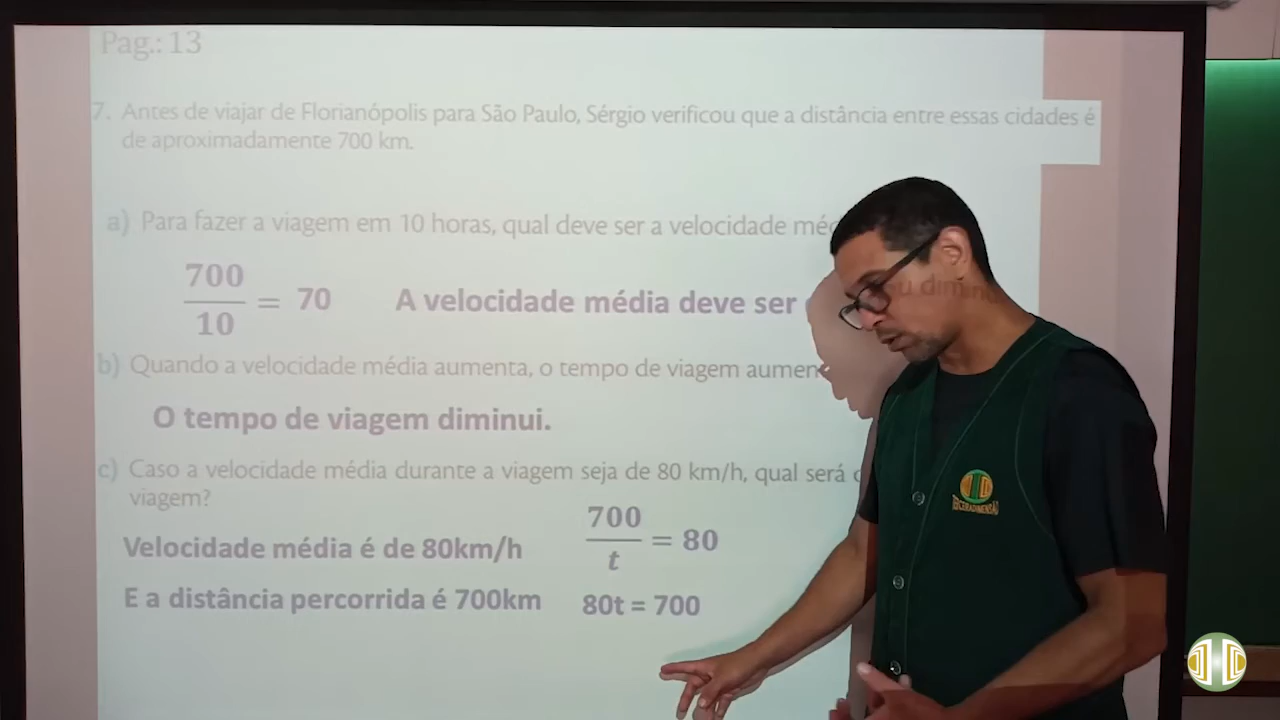 Pag.: 13
7. Antes de viajar de Florianópolis para São Paulo, Sérgio verificou que a distância entre essas cidades é
de aproximadamente 700 km.
a) Para fazer a viagem em 10 horas, qual deve ser a velocidade
700
— = 70 A velocidade média deve ser
10
b) Quando a velocidade média aumenta, o tempo de viagem
O tempo de viagem diminui.
c) Caso a velocidade média durante a viagem seja de 80 km/h, qual será
viagem?
Velocidade média é de 80km/h
700
— = 80
t
E a distância percorrida é 700km 80t = 700
TERCEIRADIMENSÃO